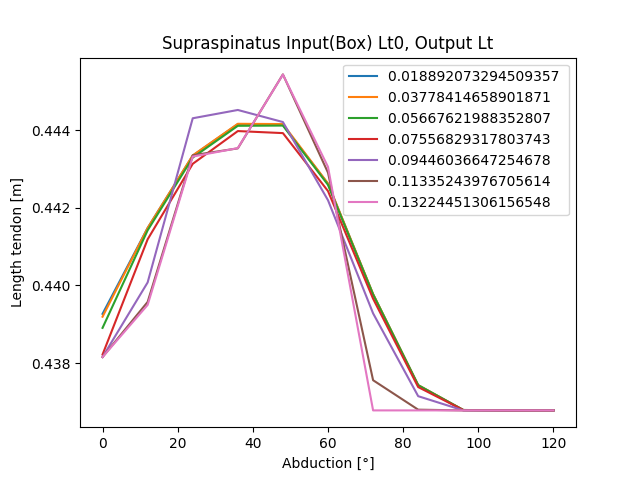 Supraspinatus Input(Box) Lt0, Output Lt
0.018892073294509357
0.03778414658901871
0.05667621988352807
0.07556829317803743
0.09446036647254678
0.11335243976705614
0.13224451306156548
0.444
0.442
0.440
0.438
Length tendon [m]
0 20 40 60 80 100 120
Abduction [°]